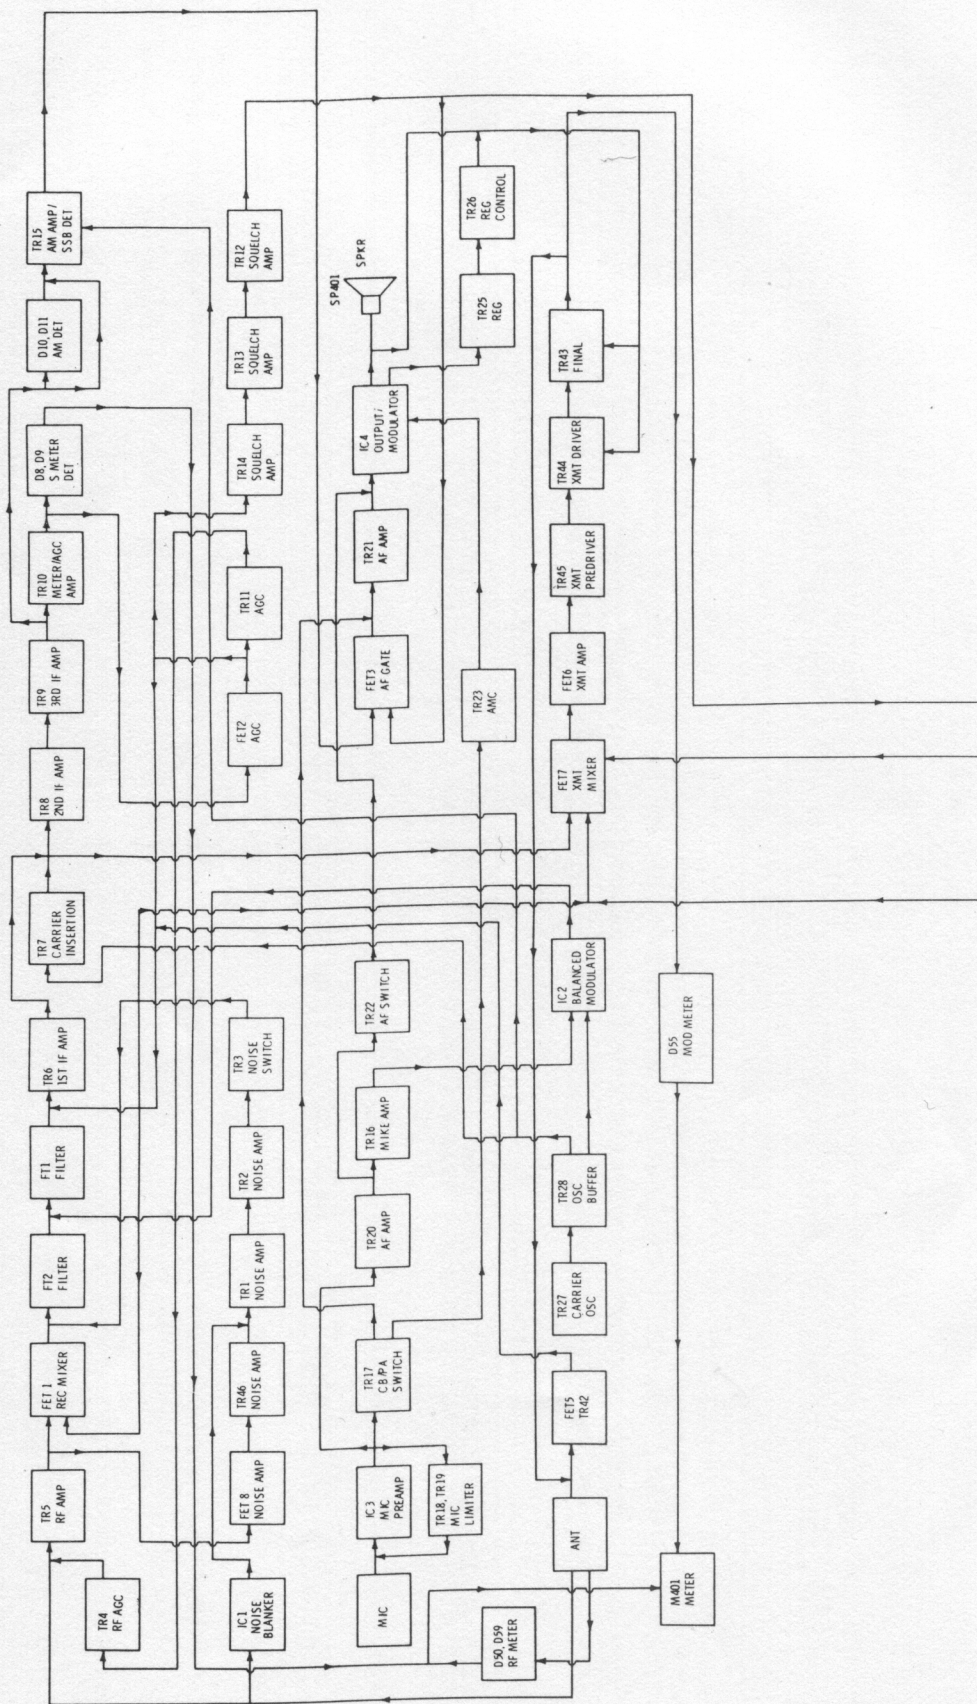 TR4
RF AGC
TR5
RF AMP
FET 1
REC MIXER
FT2
FILTER
FT1
FILTER
TR6
1ST IF AMP
TR7
CARRIER
INSERTION
TR8
2ND IF AMP
TR9
3RD IF AMP
TR10
METER/AGC
AMP
D8, D9
S METER
DET
D10, D11
AM DET
TR15
AM AMP/
SSB DET
IC1
NOISE
BLANKER
FET 8
NOISE AMP
TR46
NOISE AMP
TR1
NOISE AMP
TR2
NOISE AMP
TR3
NOISE
SWITCH
FET2
AGC
TR11
AGC
TR14
SQUELCH
AMP
TR13
SQUELCH
AMP
TR12
SQUELCH
AMP
MIC
IC3
MIC
PREAMP
TR18, TR19
MIC
LIMITER
TR17
CB/PA
SWITCH
TR20
AF AMP
TR16
MIKE AMP
TR22
AF SWITCH
FET3
AF GATE
TR21
AF AMP
IC4
OUTPUT/
MODULATOR
SP401
SPKR
TR23
AMC
TR25
REG
TR26
REG
CONTROL
D50, D59
RF METER
ANT
FET5
TR42
TR27
CARRIER
OSC
TR28
OSC
BUFFER
IC2
BALANCED
MODULATOR
FET7
XMT
MIXER
FET6
XMT AMP
TR45
XMT
PREDRIVER
TR44
XMT DRIVER
TR43
FINAL
M401
METER
D55
MOD METER